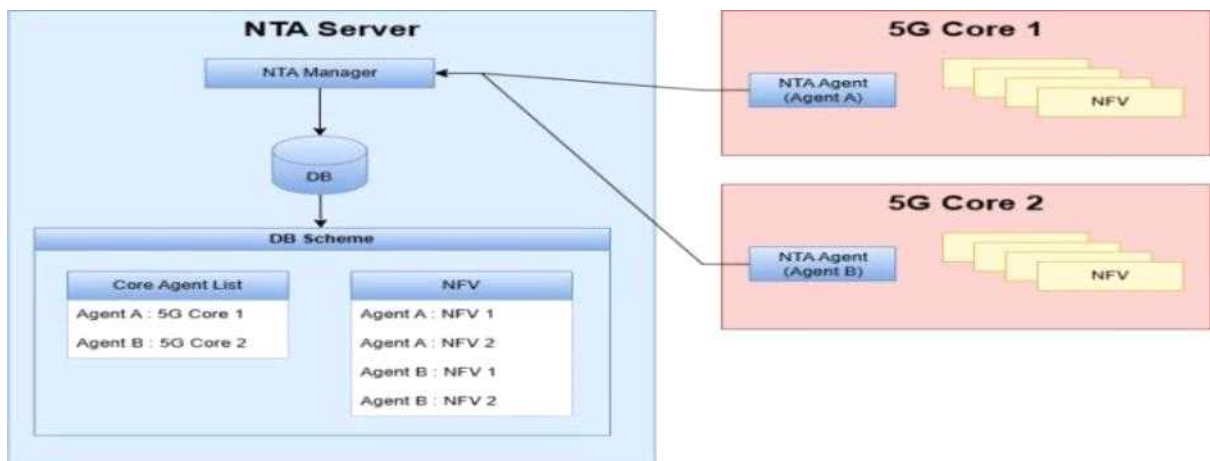 NTA Server
NTA Manager
DB
DB Scheme
Core Agent List
Agent A : 5G Core 1
Agent B : 5G Core 2
NFV
Agent A : NFV 1
Agent A : NFV 2
Agent B : NFV 1
Agent B : NFV 2
5G Core 1
NTA Agent
(Agent A)
NFV
5G Core 2
NTA Agent
(Agent B)
NFV